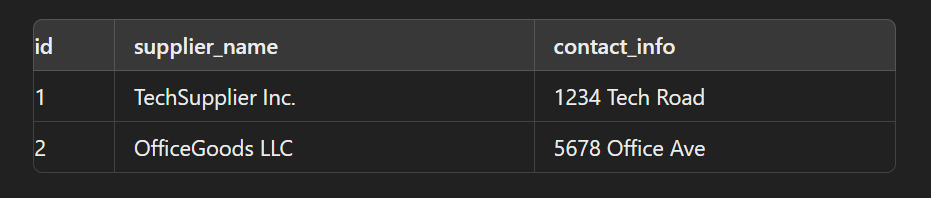 id supplier_name contact_info
1 TechSupplier Inc. 1234 Tech Road
2 OfficeGoods LLC 5678 Office Ave